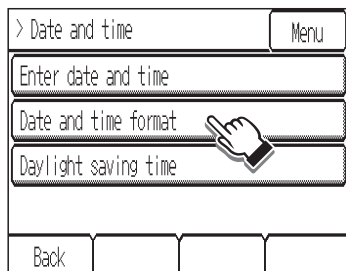 > Date and time
Menu
Enter date and time
Date and time format
Daylight saving time
Back